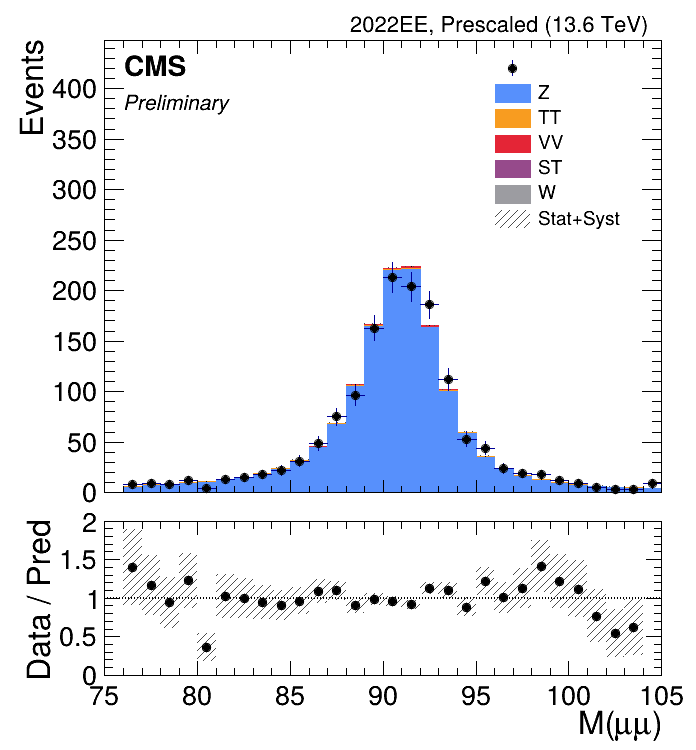 2022EE, Prescaled (13.6 TeV)
CMS
Preliminary
Events
400
350
300
250
200
150
100
50
0
Z
TT
VV
ST
W
Stat+Syst
Data / Pred
2
1.5
1
0.5
0
75 80 85 90 95 100 105
M(μμ)